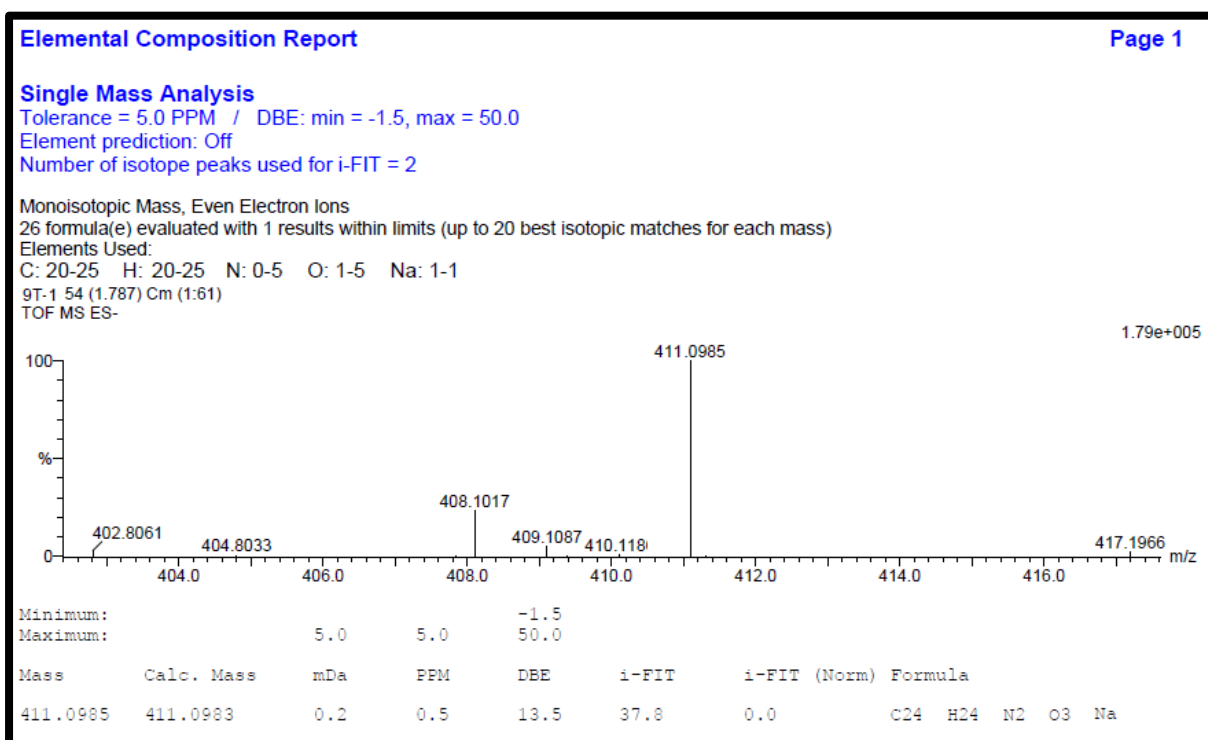 Elemental Composition Report Page 1
Single Mass Analysis
Tolerance = 5.0 PPM / DBE: min = -1.5, max = 50.0
Element prediction: Off
Number of isotope peaks used for i-FIT = 2
Monoisotopic Mass, Even Electron Ions
26 formula(e) evaluated with 1 results within limits (up to 20 best isotopic matches for each mass)
Elements Used:
C: 20-25 H: 20-25 N: 0-5 O: 1-5 Na: 1-1
9T-1 54 (1.787) Cm (1:61)
TOF MS ES-
1.79e+005
100
411.0985
%
408.1017
402.8061
404.8033
409.1087
410.118
417.1966
0
m/z
404.0 406.0 408.0 410.0 412.0 414.0 416.0
Minimum: -1.5
Maximum: 5.0 5.0 50.0
Mass Calc. Mass mDa PPM DBE i-FIT i-FIT (Norm) Formula
411.0985 411.0983 0.2 0.5 13.5 37.8 0.0 C24 H24 N2 O3 Na